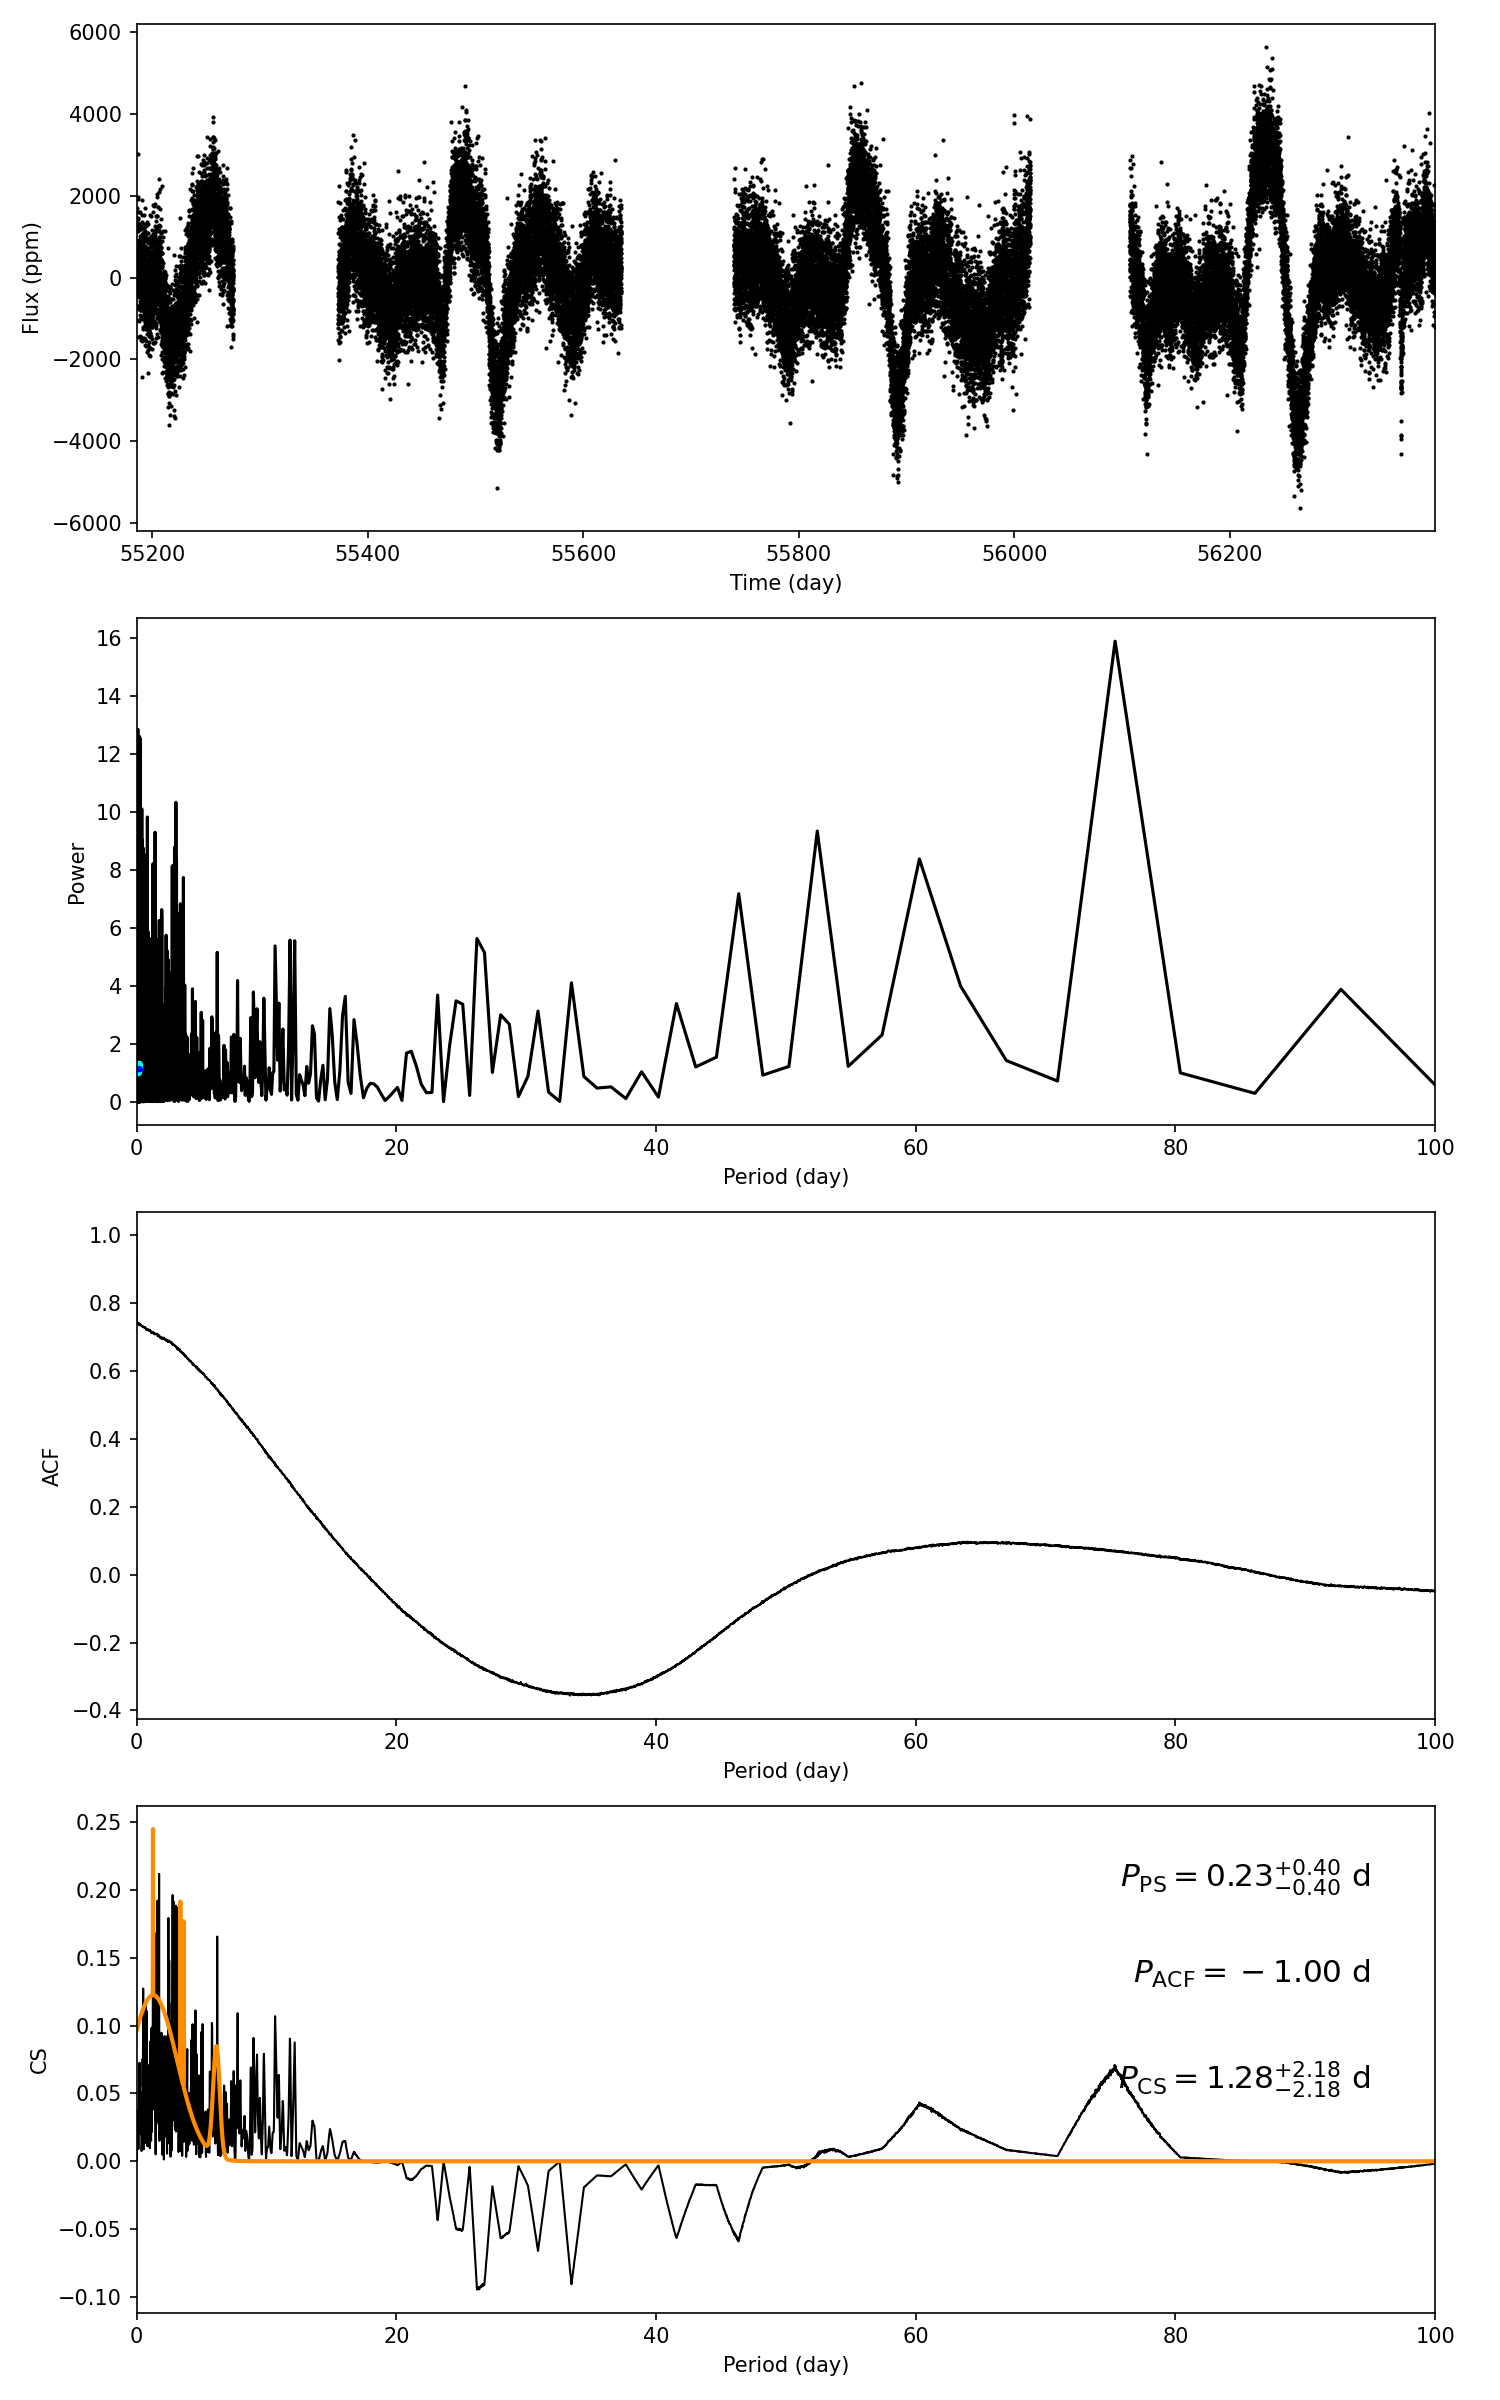 6000
4000
2000
0
−2000
−4000
−6000
Flux (ppm)
55200 55400 55600 55800 56000 56200
Time (day)
16
14
12
10
8
6
4
2
0
Power
0 20 40 60 80 100
Period (day)
1.0
0.8
0.6
0.4
0.2
0.0
−0.2
−0.4
ACF
0 20 40 60 80 100
Period (day)
0.25
0.20
0.15
0.10
0.05
0.00
−0.05
−0.10
CS
P_PS = 0.23^{+0.40}_{−0.40} d
P_ACF = −1.00 d
P_CS = 1.28^{+2.18}_{−2.18} d
0 20 40 60 80 100
Period (day)